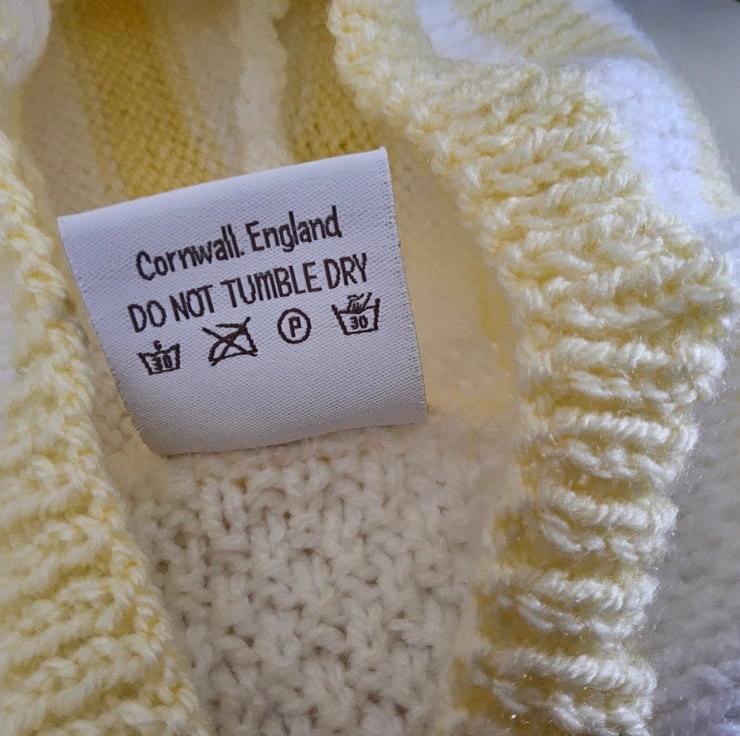 Cornwall. England
DO NOT TUMBLE DRY
30 P 30